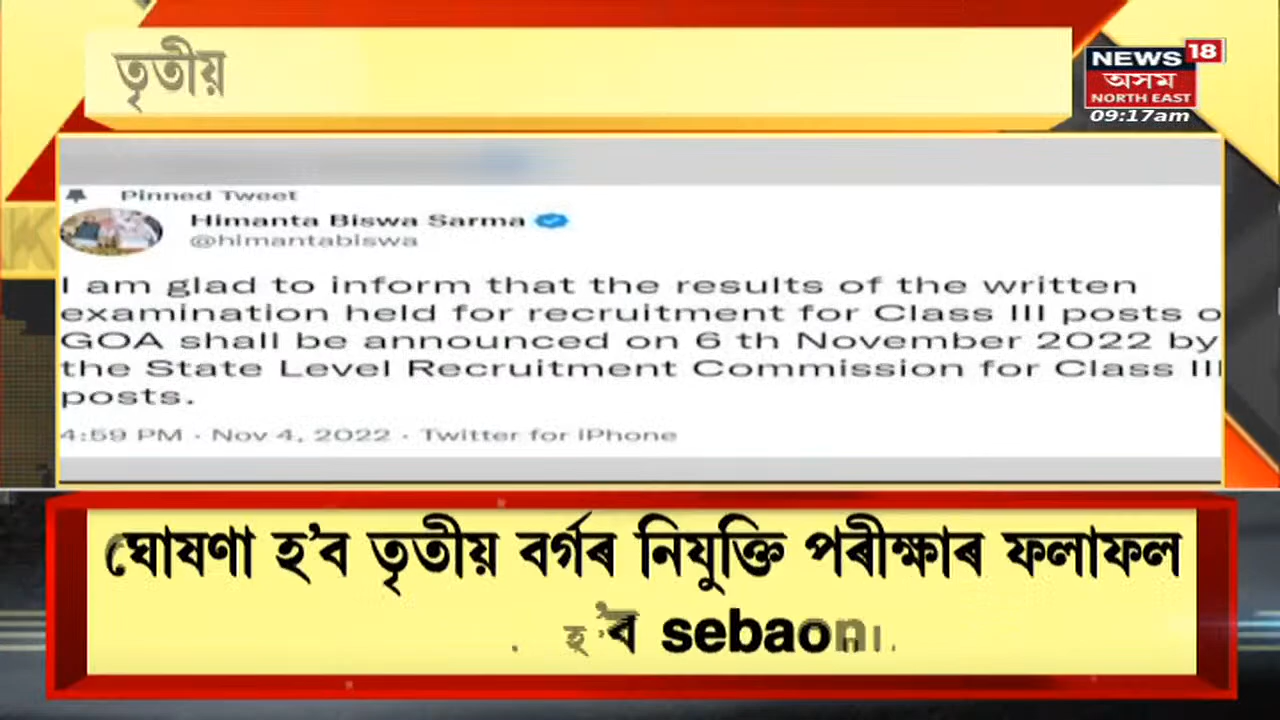 তৃতীয়
NEWS 18
অসম
NORTH EAST
09:17am
Pinned Tweet
Himanta Biswa Sarma
@himantabiswa
I am glad to inform that the results of the written
examination held for recruitment for Class III posts o
GOA shall be announced on 6 th November 2022 by
the State Level Recruitment Commission for Class III
posts.
4:59 PM · Nov 4, 2022 · Twitter for iPhone
ঘোষণা হ’ব তৃতীয় বৰ্গৰ নিযুক্তি পৰীক্ষাৰ ফলাফল
হ’ব sebaon